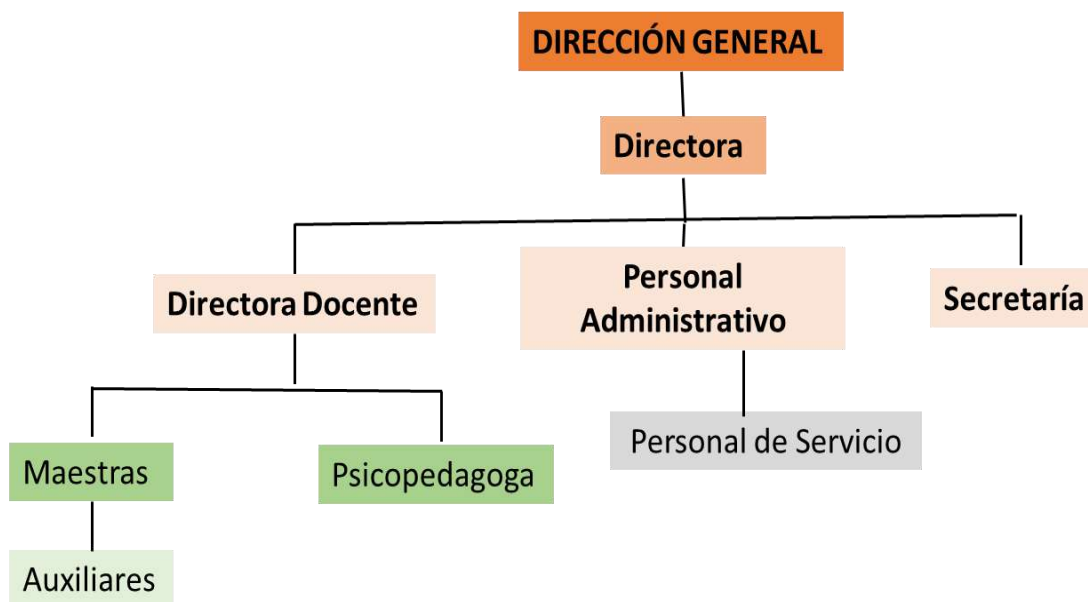 DIRECCIÓN GENERAL
Directora
Directora Docente
Personal
Administrativo
Secretaría
Maestras
Psicopedagoga
Personal de Servicio
Auxiliares